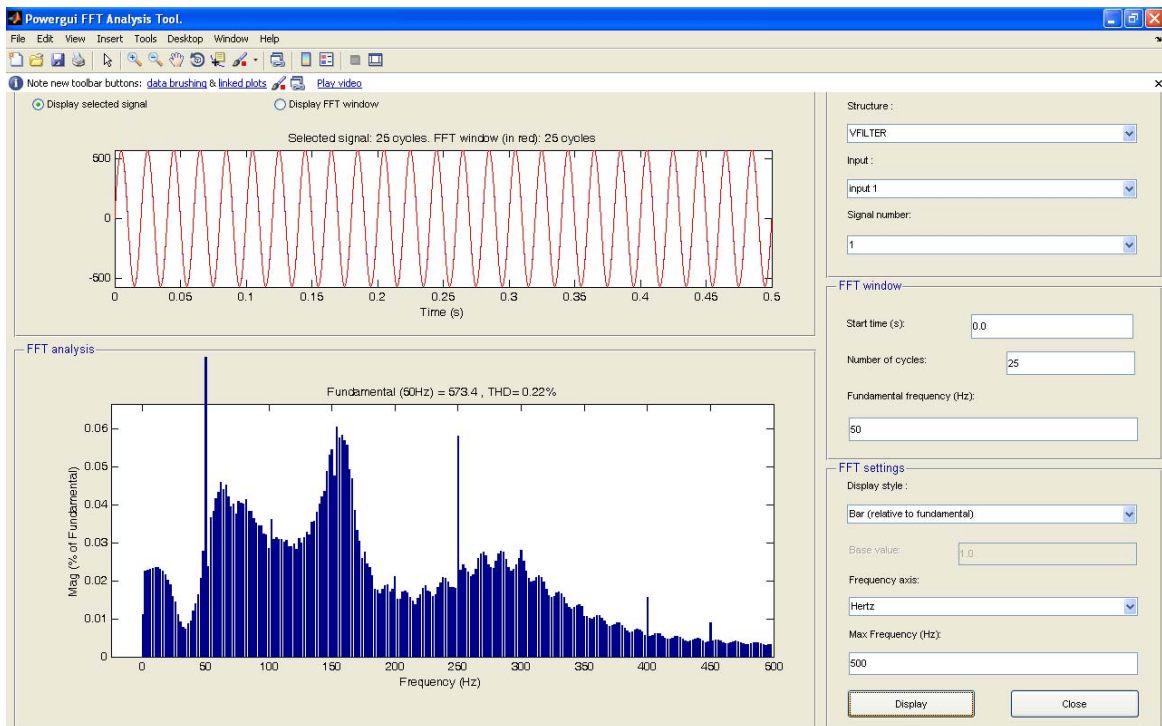 Powergui FFT Analysis Tool.
File Edit View Insert Tools Desktop Window Help
Note new toolbar buttons: data brushing & linked plots Play video
Display selected signal Display FFT window
Selected signal: 25 cycles. FFT window (in red): 25 cycles
500
0
-500
0 0.05 0.1 0.15 0.2 0.25 0.3 0.35 0.4 0.45 0.5
Time (s)
FFT analysis
Fundamental (50Hz) = 573.4 , THD= 0.22%
0.06
0.05
0.04
0.03
0.02
0.01
0
Mag (% of Fundamental)
0 50 100 150 200 250 300 350 400 450 500
Frequency (Hz)
Structure :
VFILTER
Input :
input 1
Signal number:
1
FFT window
Start time (s): 0.0
Number of cycles: 25
Fundamental frequency (Hz):
50
FFT settings
Display style :
Bar (relative to fundamental)
Base value: 1.0
Frequency axis:
Hertz
Max Frequency (Hz):
500
Display Close